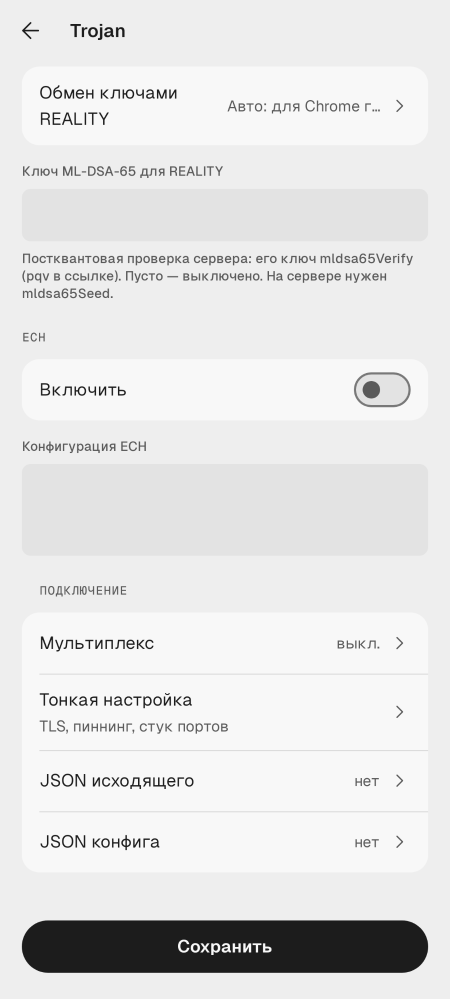 Trojan
Обмен ключами
REALITY
Авто: для Chrome г…
Ключ ML-DSA-65 для REALITY
Постквантовая проверка сервера: его ключ mldsa65Verify
(pqv в ссылке). Пусто — выключено. На сервере нужен
mldsa65Seed.
ECH
Включить
Конфигурация ECH
ПОДКЛЮЧЕНИЕ
Мультиплекс
выкл.
Тонкая настройка
TLS, пиннинг, стук портов
JSON исходящего
нет
JSON конфига
нет
Сохранить